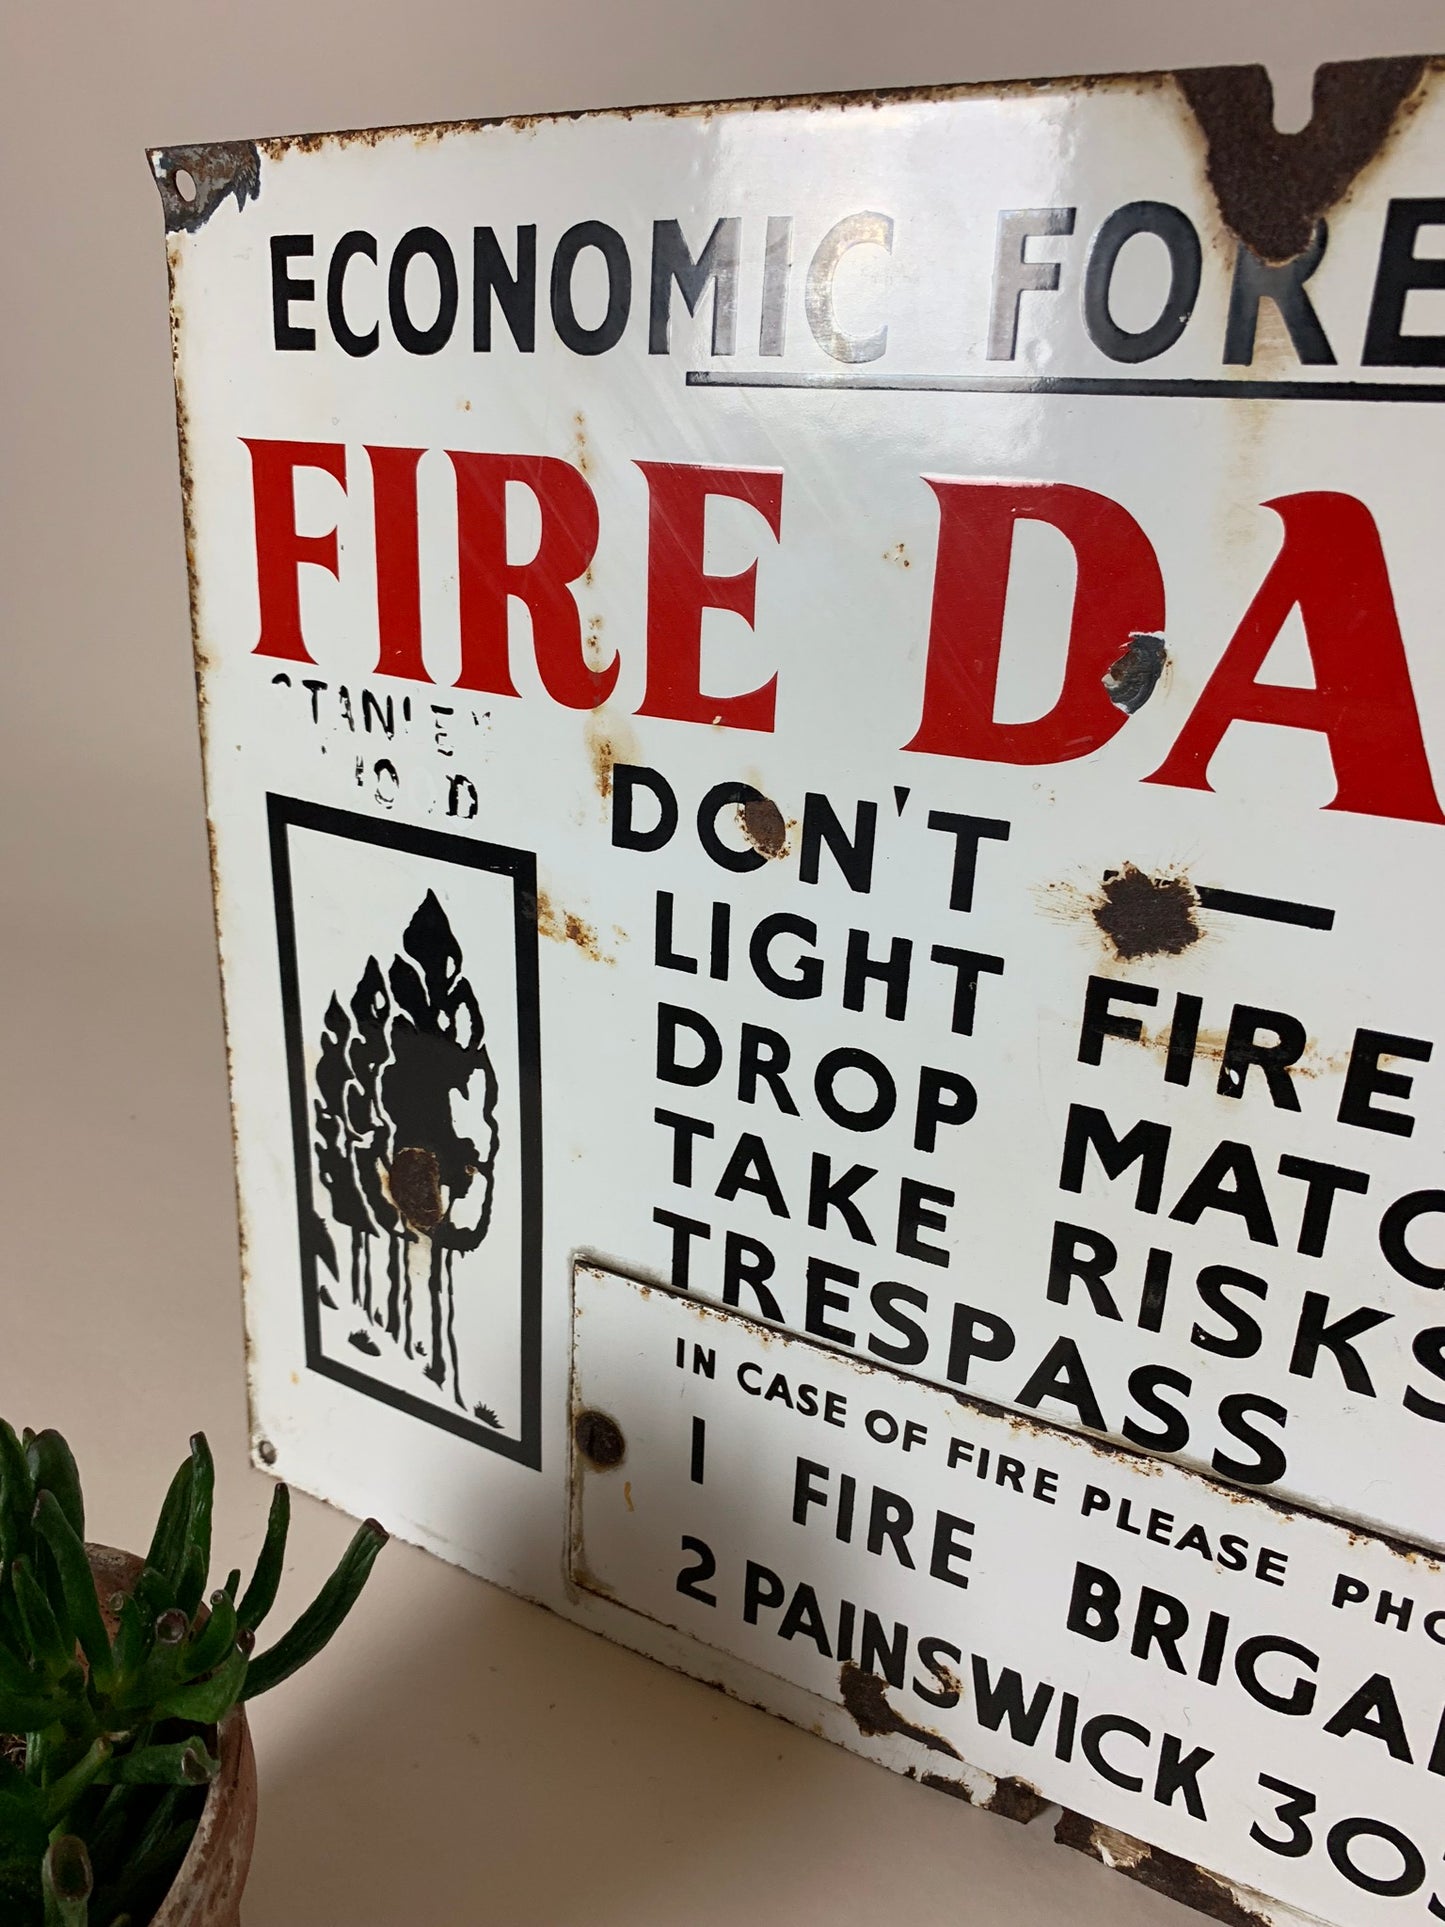 ECONOMIC FORE
FIRE DA
STANLEY
WOOD
DON'T —
LIGHT FIRE
DROP MATC
TAKE RISKS
TRESPASS
IN CASE OF FIRE PLEASE PHO
1 FIRE BRIGA
2 PAINSWICK 303